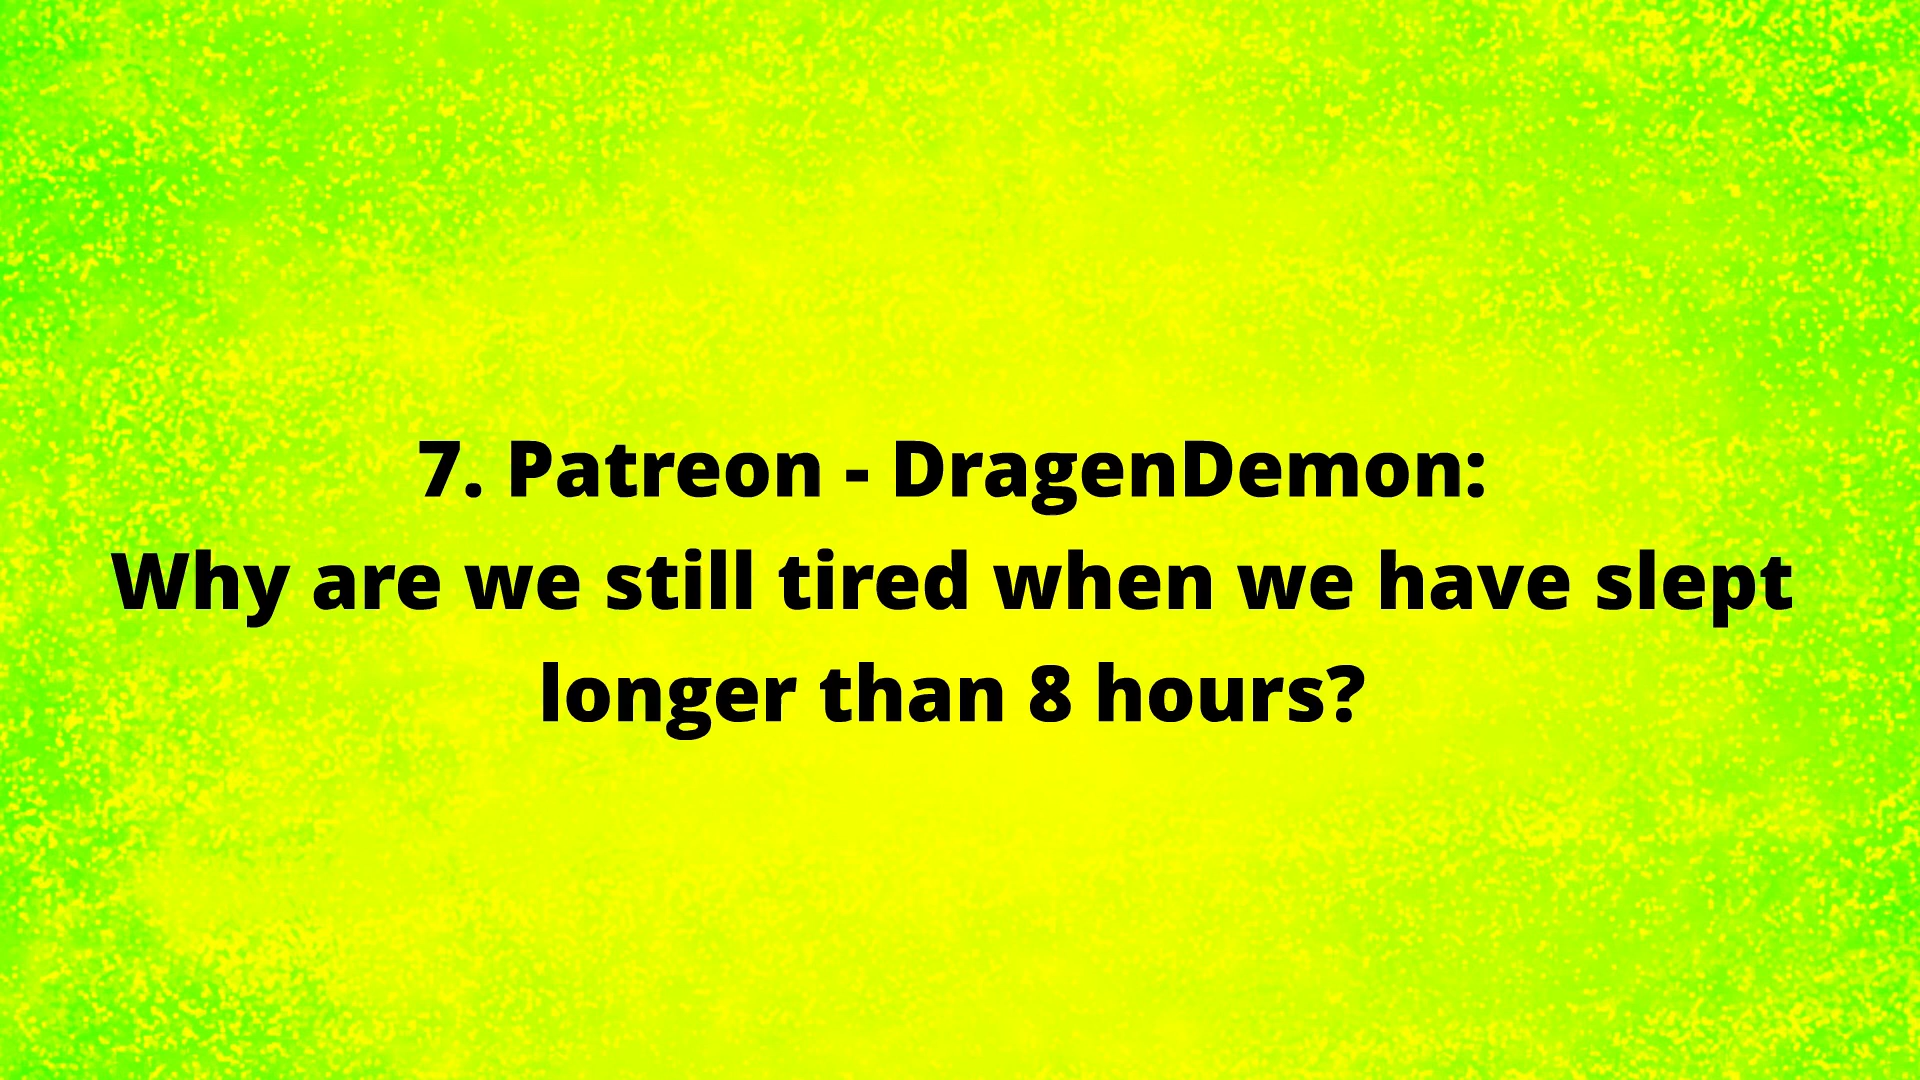 7. Patreon - DragenDemon:
Why are we still tired when we have slept
longer than 8 hours?